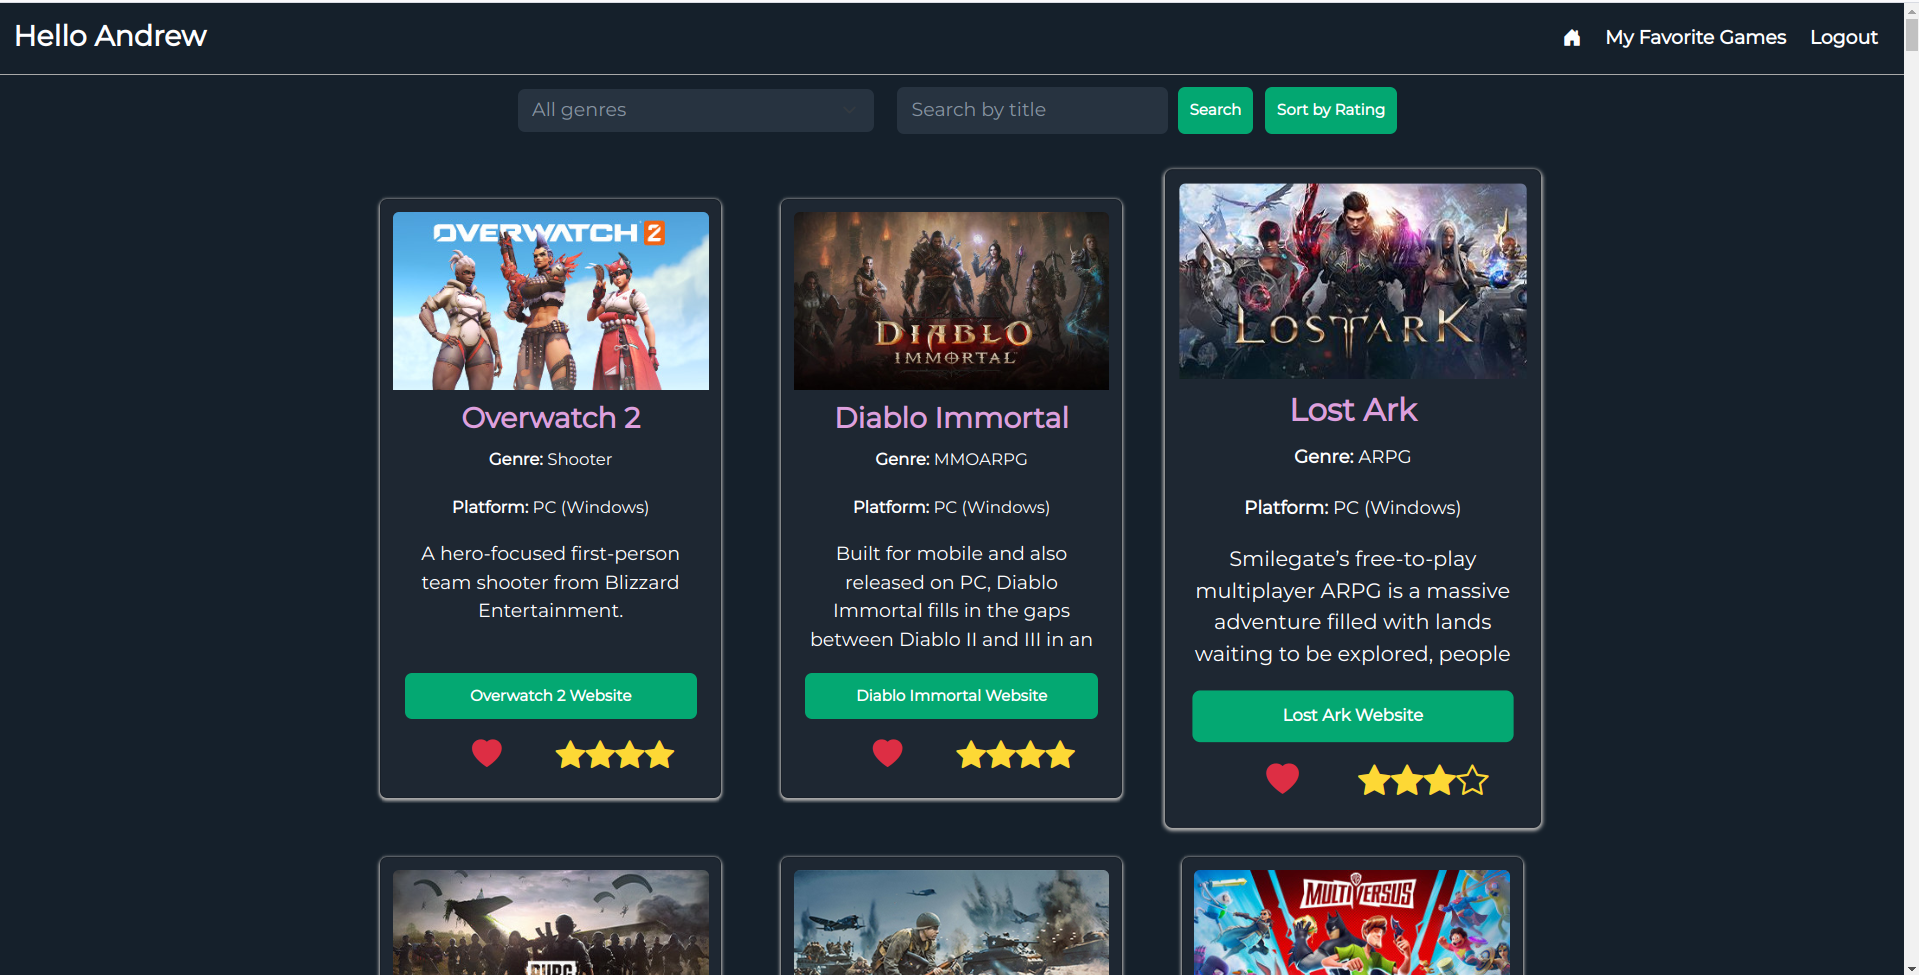 Hello Andrew
My Favorite Games
Logout
All genres
Search by title
Search
Sort by Rating
OVERWATCH 2
Overwatch 2
Genre: Shooter
Platform: PC (Windows)
A hero-focused first-person
team shooter from Blizzard
Entertainment.
Overwatch 2 Website
DIABLO
IMMORTAL
Diablo Immortal
Genre: MMOARPG
Platform: PC (Windows)
Built for mobile and also
released on PC, Diablo
Immortal fills in the gaps
between Diablo II and III in an
Diablo Immortal Website
LOST ARK
Lost Ark
Genre: ARPG
Platform: PC (Windows)
Smilegate’s free-to-play
multiplayer ARPG is a massive
adventure filled with lands
waiting to be explored, people
Lost Ark Website
PUBG
MULTIVERSUS